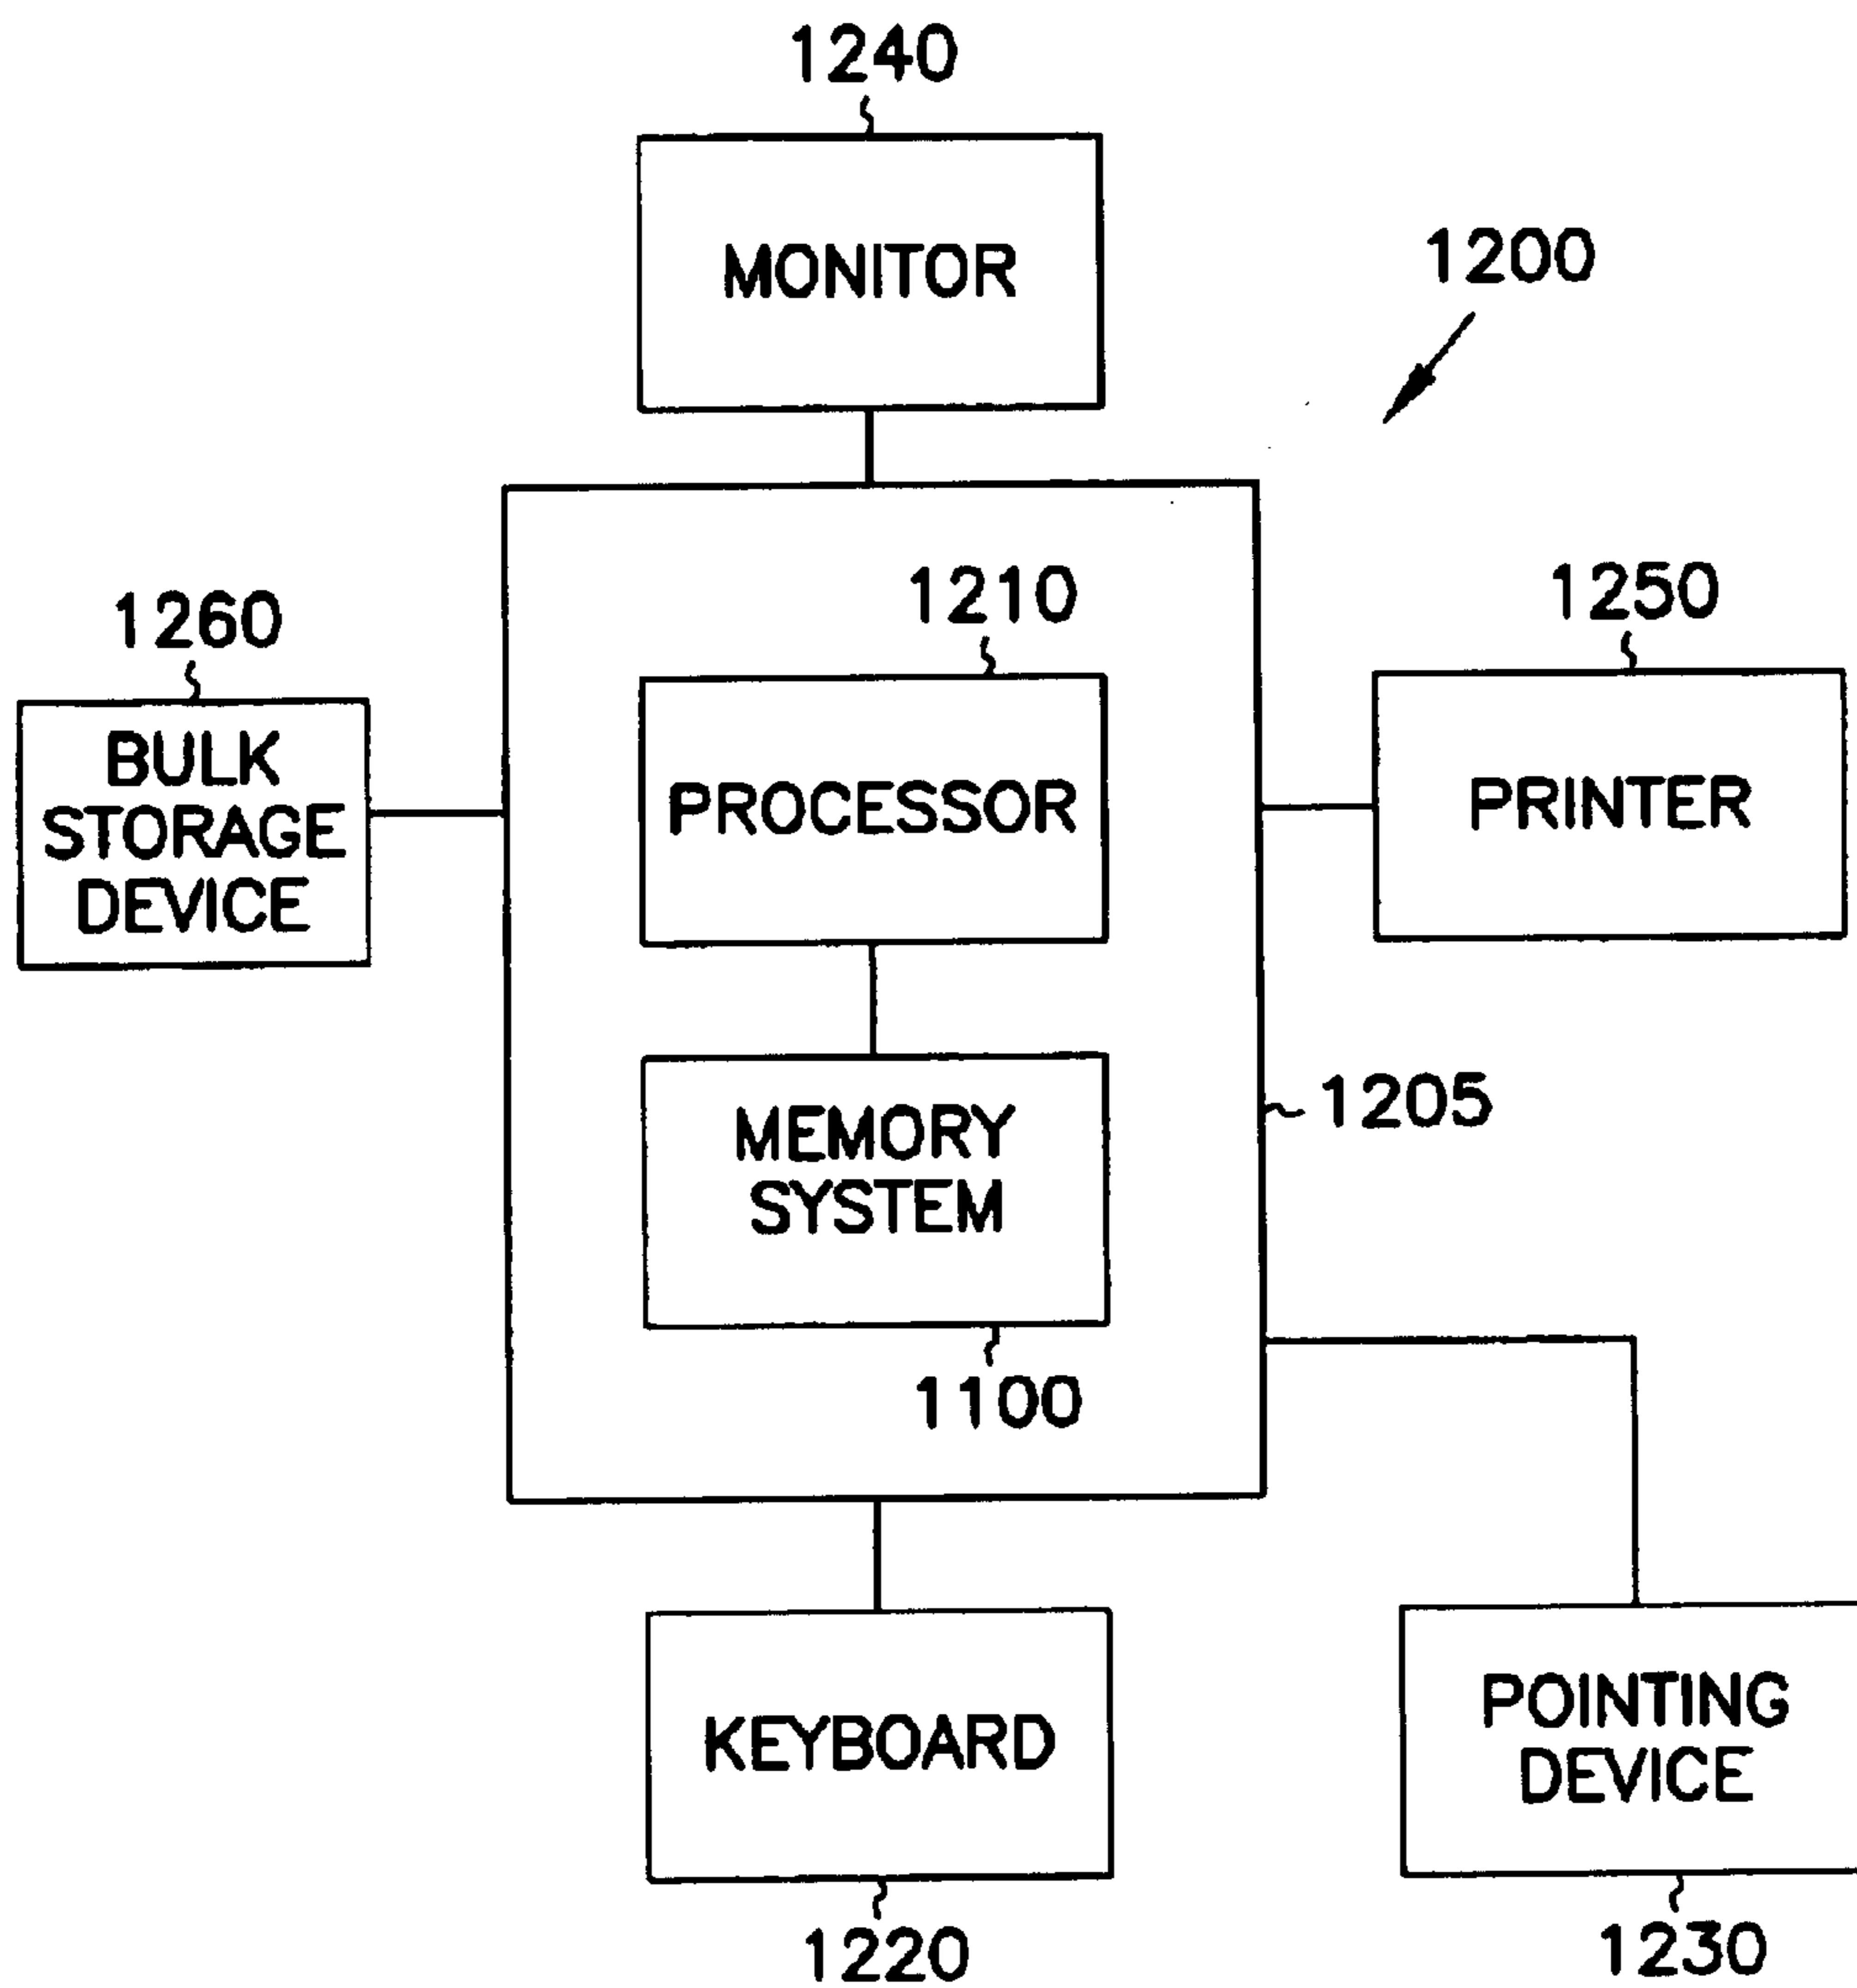 1240
MONITOR
1200
1260
BULK
STORAGE
DEVICE
1210
PROCESSOR
1250
PRINTER
MEMORY
SYSTEM
1205
1100
KEYBOARD
1220
POINTING
DEVICE
1230